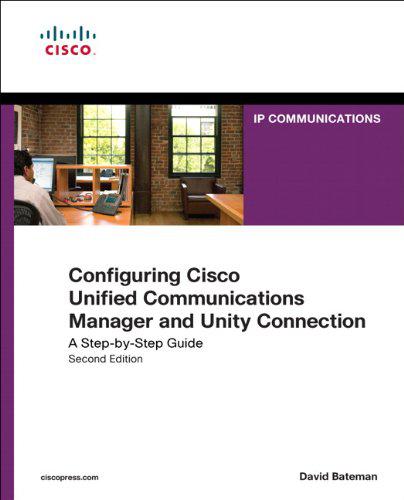 CISCO.
IP COMMUNICATIONS
Configuring Cisco
Unified Communications
Manager and Unity Connection
A Step-by-Step Guide
Second Edition
ciscopress.com
David Bateman